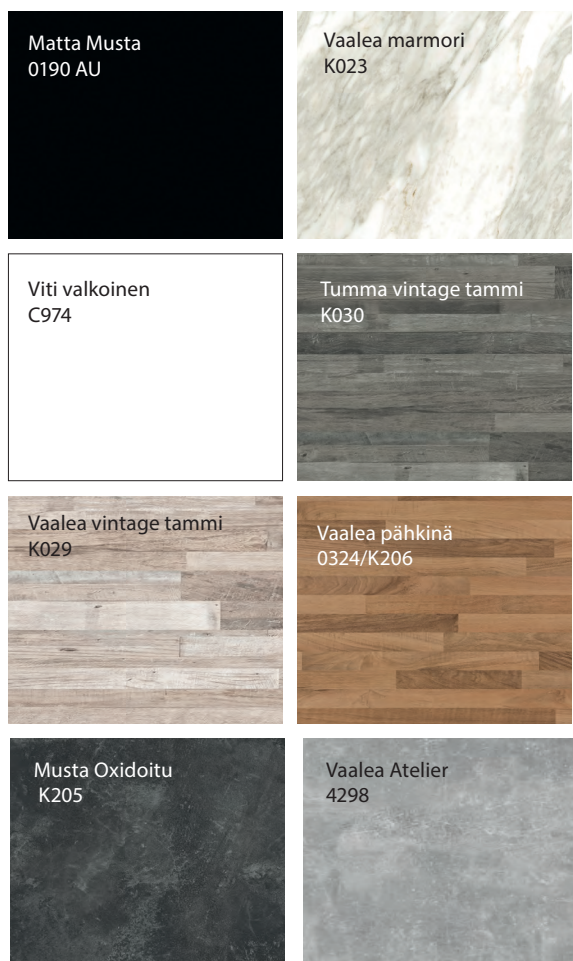 Matta Musta
0190 AU
Vaalea marmori
K023
Viti valkoinen
C974
Tumma vintage tammi
K030
Vaalea vintage tammi
K029
Vaalea pähkinä
0324/K206
Musta Oxidoitu
K205
Vaalea Atelier
4298